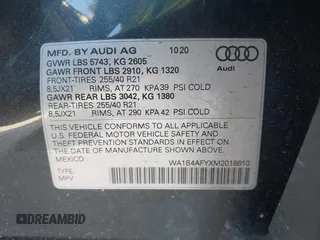 MFD. BY AUDI AG 10 20
GVWR LBS 5743, KG 2605
GAWR FRONT LBS 2910, KG 1320
FRONT-TIRES 255/40 R21
8,5JX21 RIMS, AT 270 KPA39 PSI COLD
GAWR REAR LBS 3042, KG 1380
REAR-TIRES 255/40 R21
8,5JX21 RIMS, AT 290 KPA42 PSI COLD
Audi
THIS VEHICLE CONFORMS TO ALL APPLICABLE
U.S. FEDERAL MOTOR VEHICLE SAFETY AND
THEFT PREVENTION STANDARDS IN EFFECT
ON THE DATE OF MANUFACTURE SHOWN ABOVE
MEXICO
WA1B4AFYXM2018610
TYPE:
MPV
DREAMBID